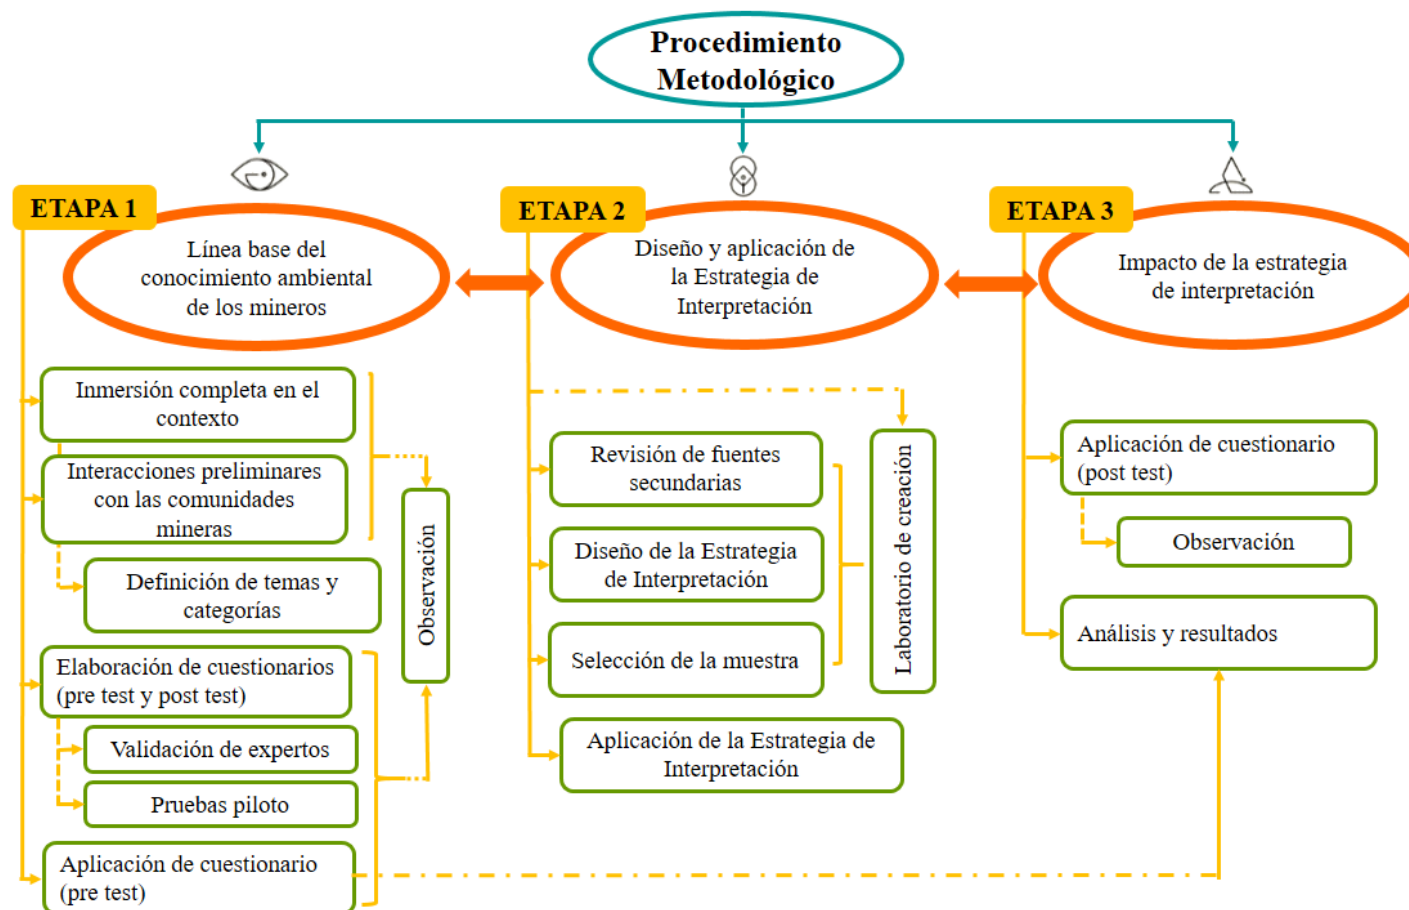 Procedimiento
Metodológico
ETAPA 1
Línea base del
conocimiento ambiental
de los mineros
Inmersión completa en el
contexto
Interacciones preliminares
con las comunidades
mineras
Definición de temas y
categorías
Observación
Elaboración de cuestionarios
(pre test y post test)
Validación de expertos
Pruebas piloto
Aplicación de cuestionario
(pre test)
ETAPA 2
Diseño y aplicación de
la Estrategia de
Interpretación
Revisión de fuentes
secundarias
Diseño de la Estrategia
de Interpretación
Selección de la muestra
Laboratorio de creación
Aplicación de la Estrategia de
Interpretación
ETAPA 3
Impacto de la estrategia
de interpretación
Aplicación de cuestionario
(post test)
Observación
Análisis y resultados